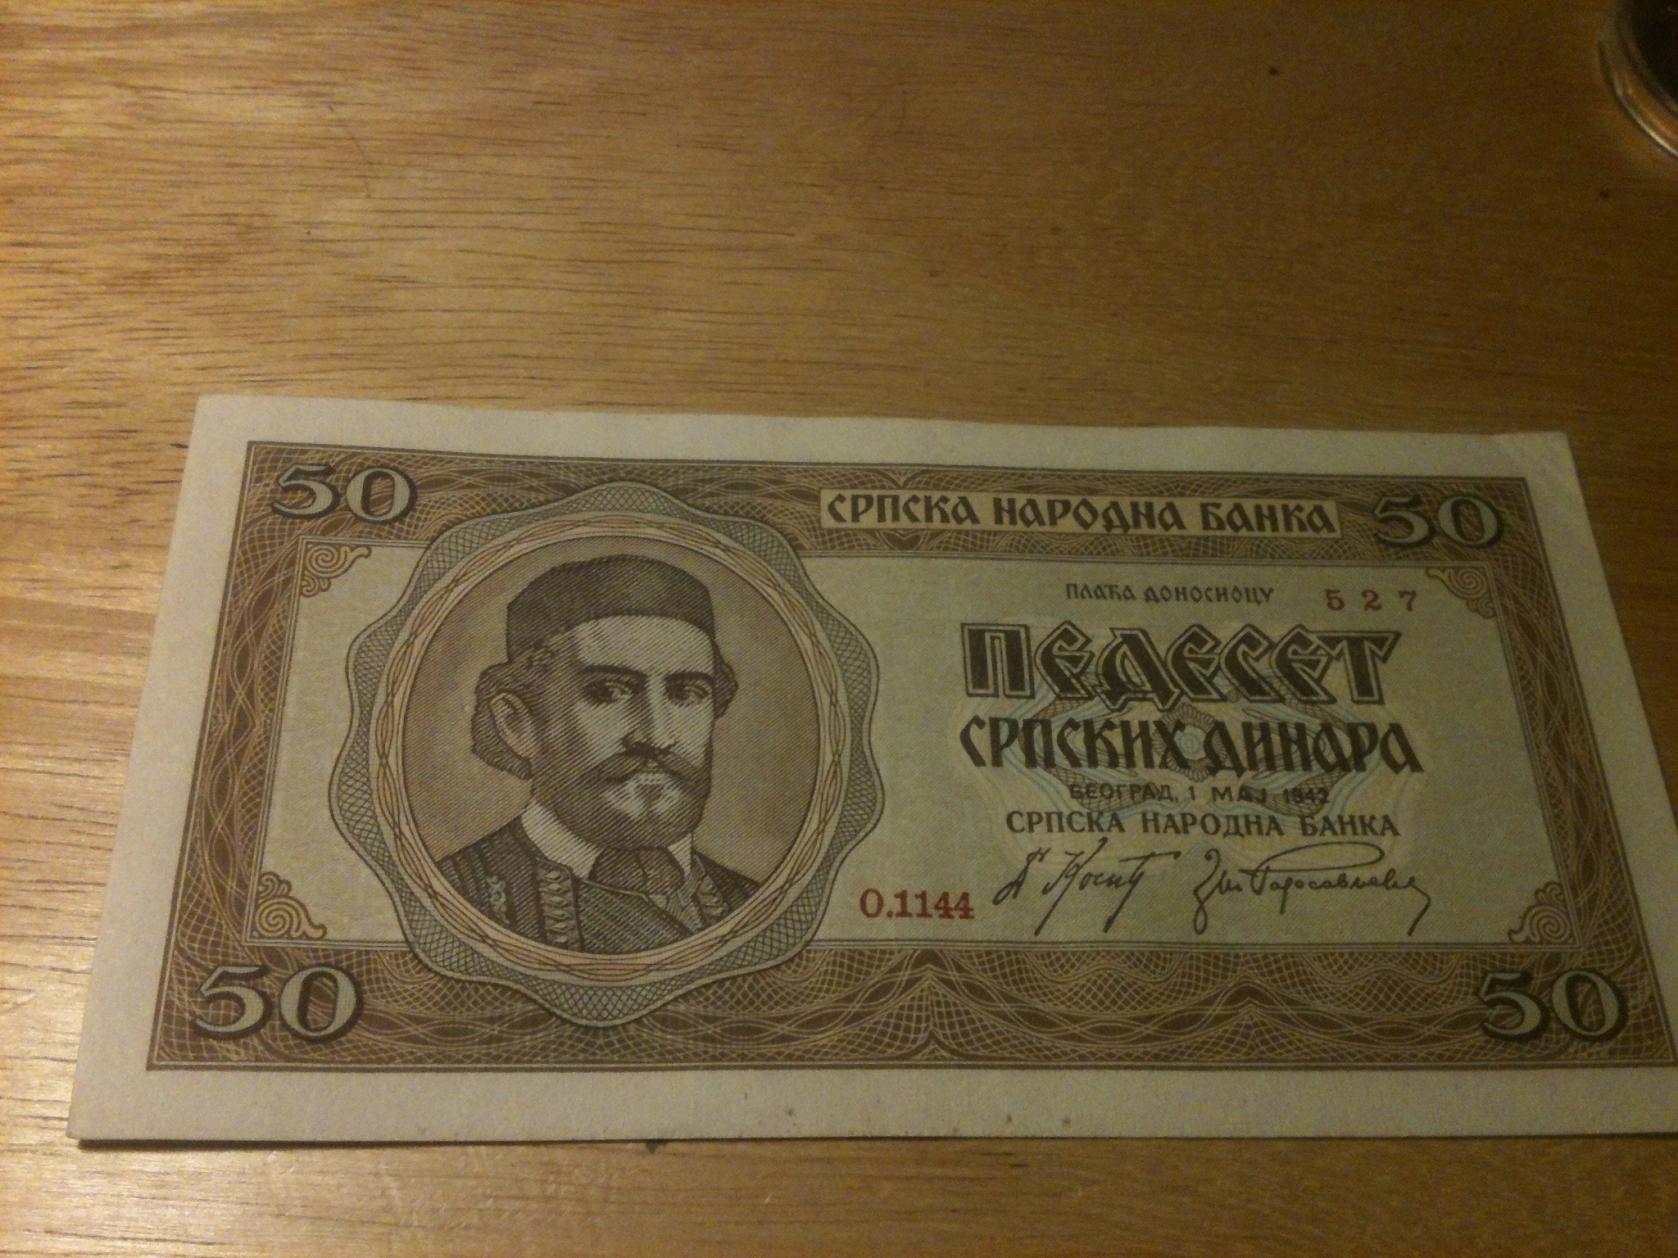 50
СРПСКА НАРОДНА БАНКА
50
ПЛАЋА ДОНОСИОЦУ 527
ПЕДЕСЕТ
СРПСКИХ ДИНАРА
БЕОГРАД, 1 МАЈ 1942
СРПСКА НАРОДНА БАНКА
О.1144
50
50